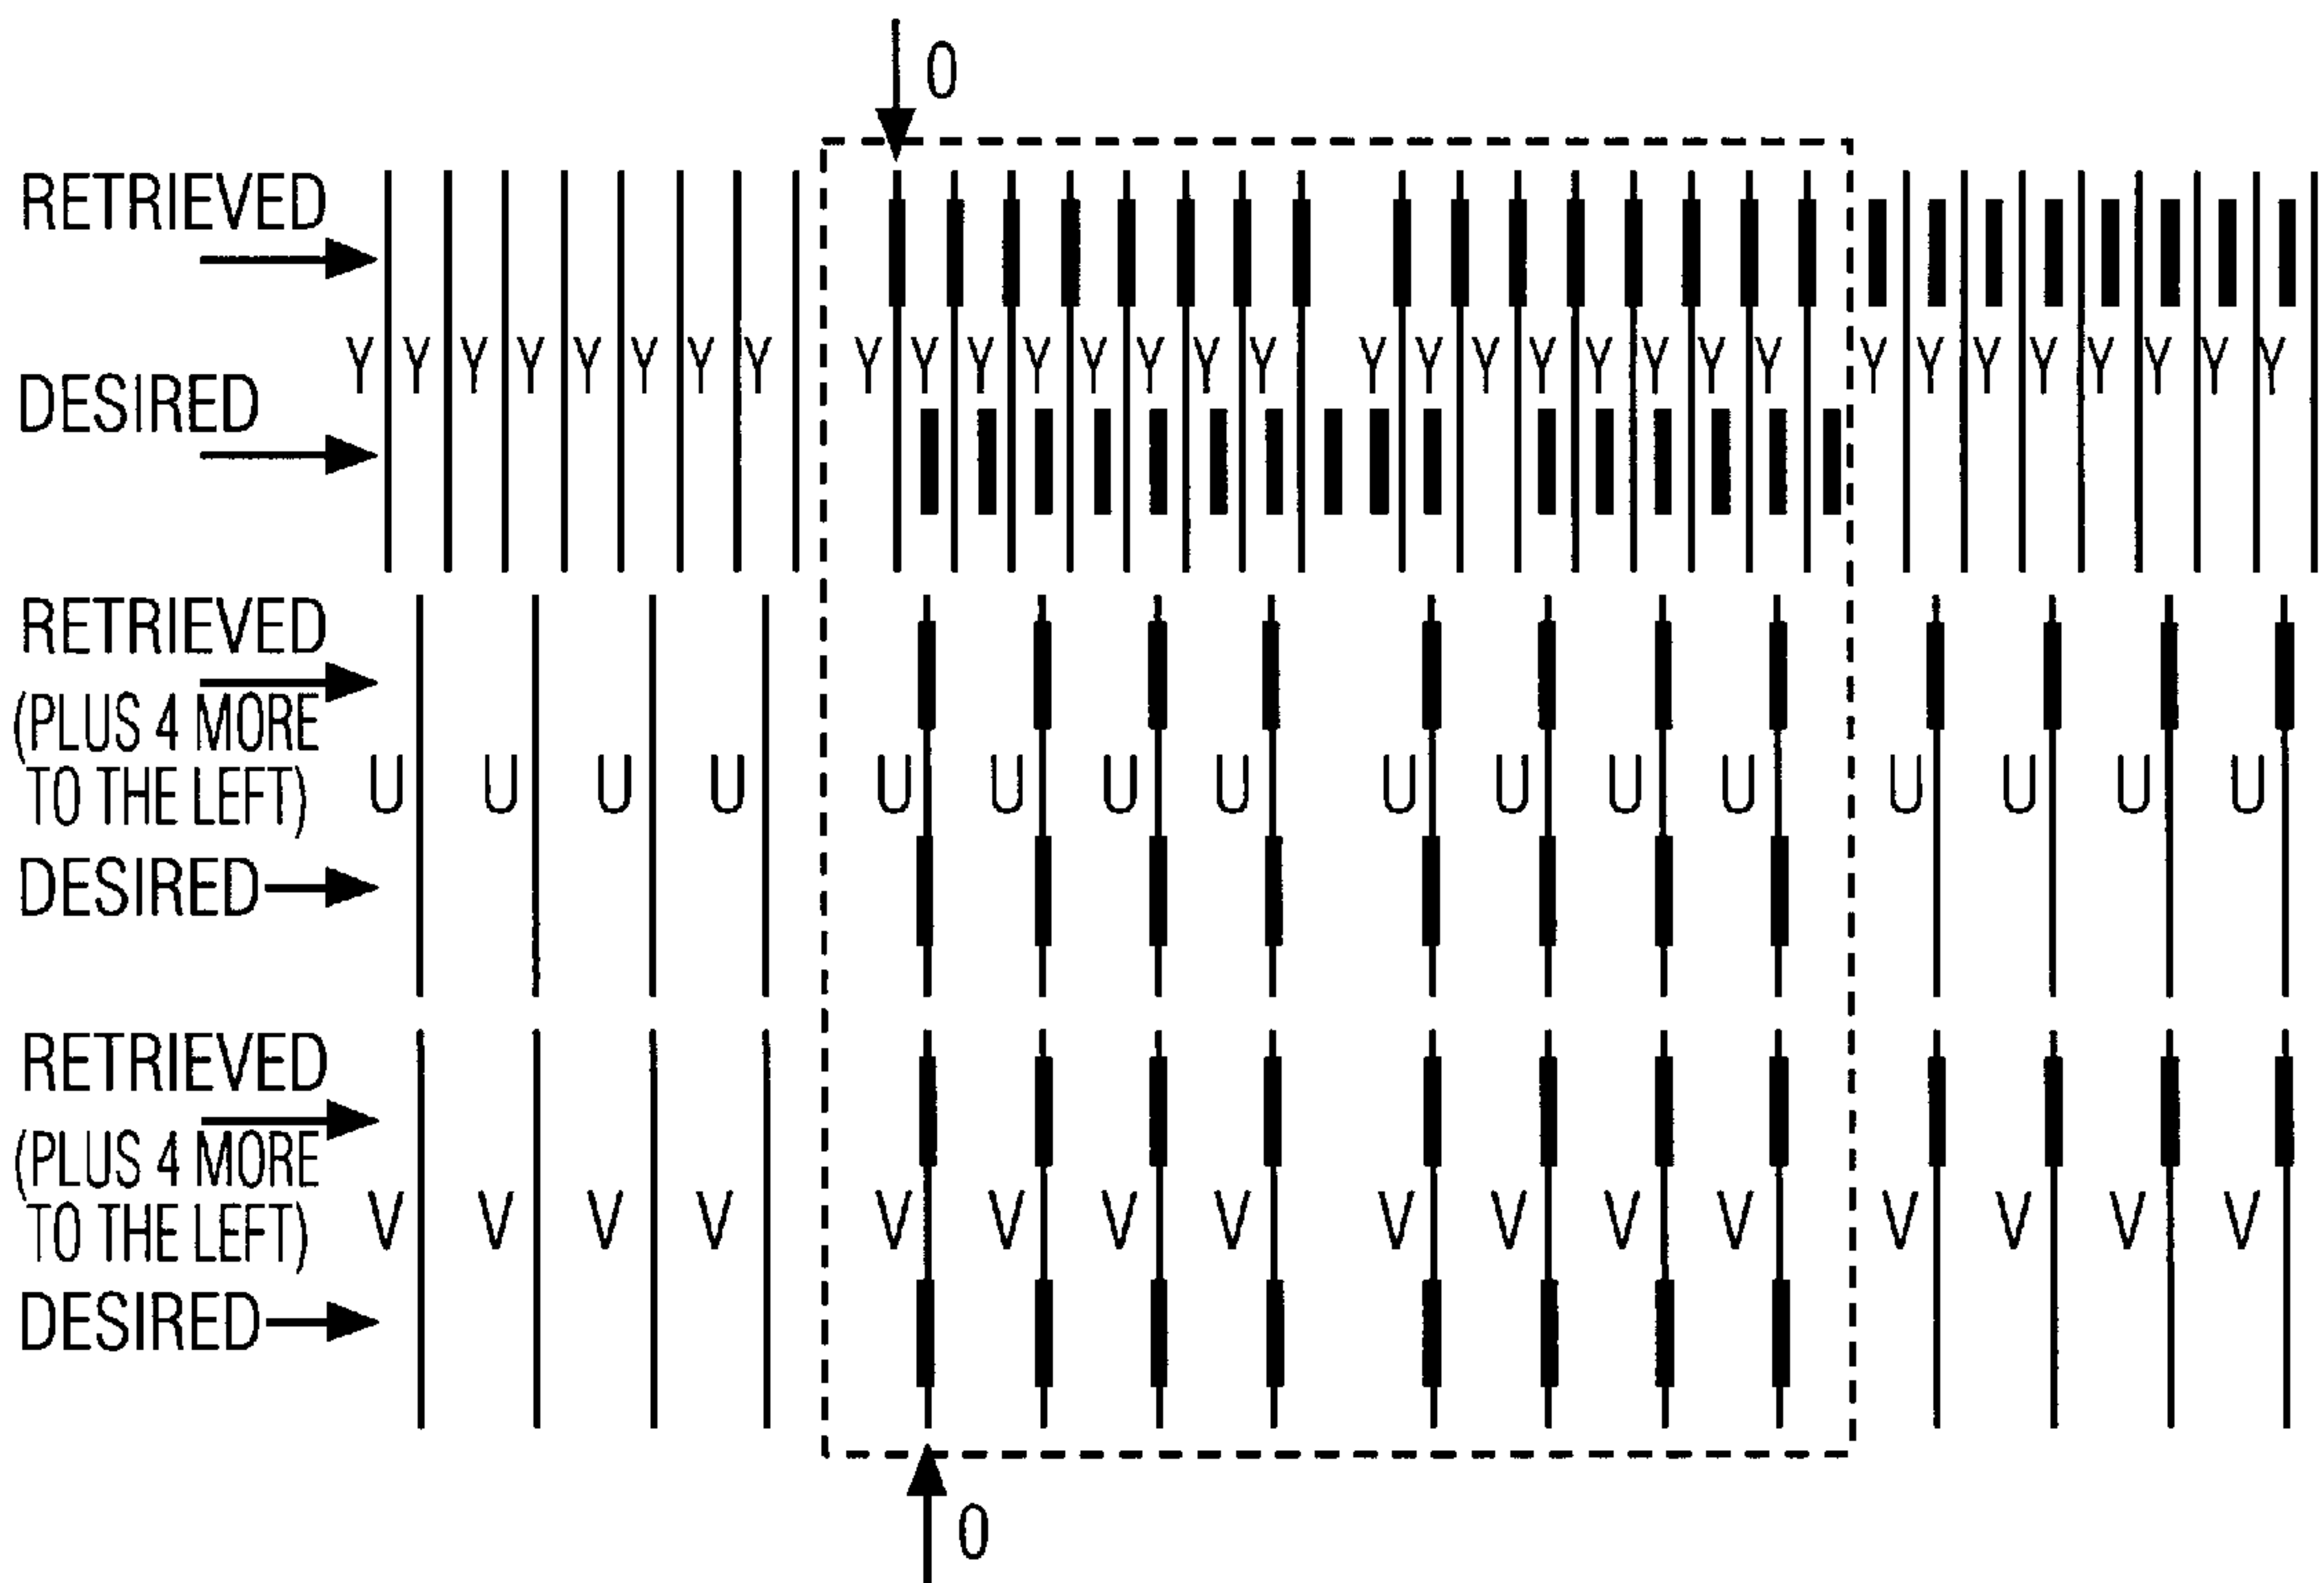 0
RETRIEVED
Y Y Y Y Y Y Y Y Y Y Y Y Y Y Y Y Y Y Y Y Y Y Y Y Y Y Y Y Y Y Y Y
DESIRED
RETRIEVED
(PLUS 4 MORE
TO THE LEFT)
U U U U U U U U U U U U U U U U
DESIRED
RETRIEVED
(PLUS 4 MORE
TO THE LEFT)
V V V V V V V V V V V V V V V V
DESIRED
0